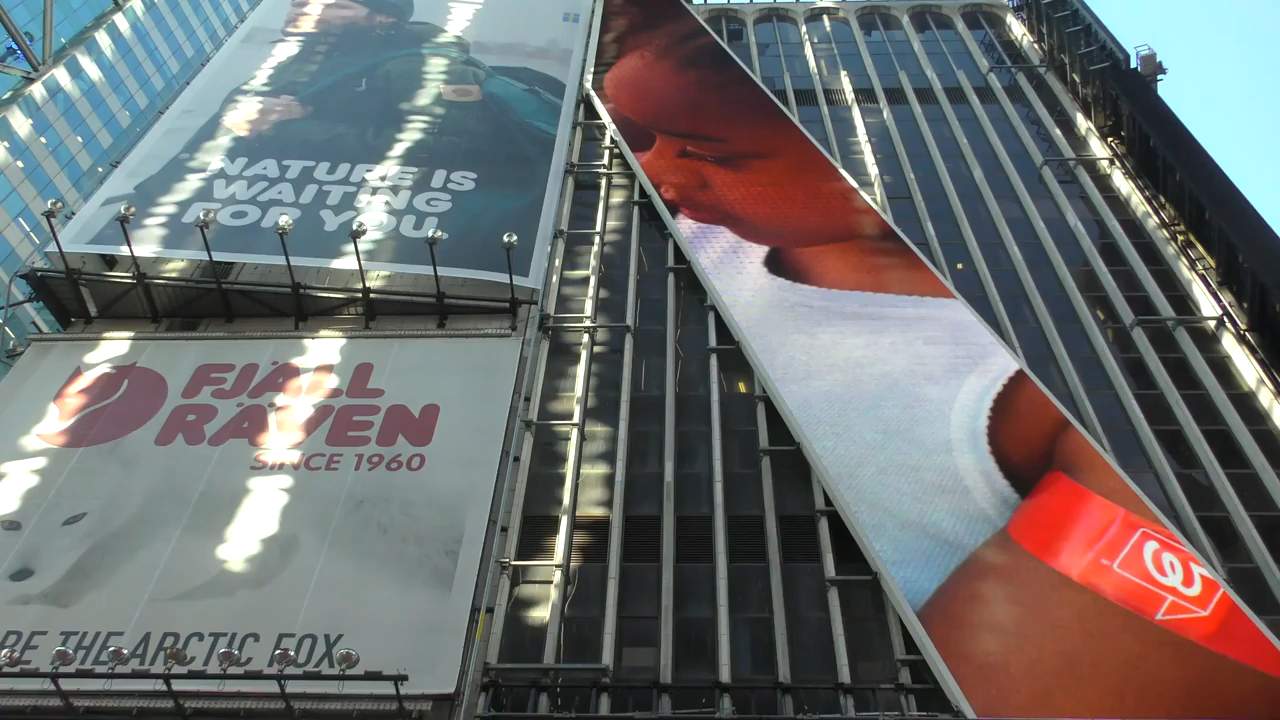 NATURE IS
WAITING
FOR YOU.
FJÄLL
RÄVEN
SINCE 1960
THE ARCTIC FOX